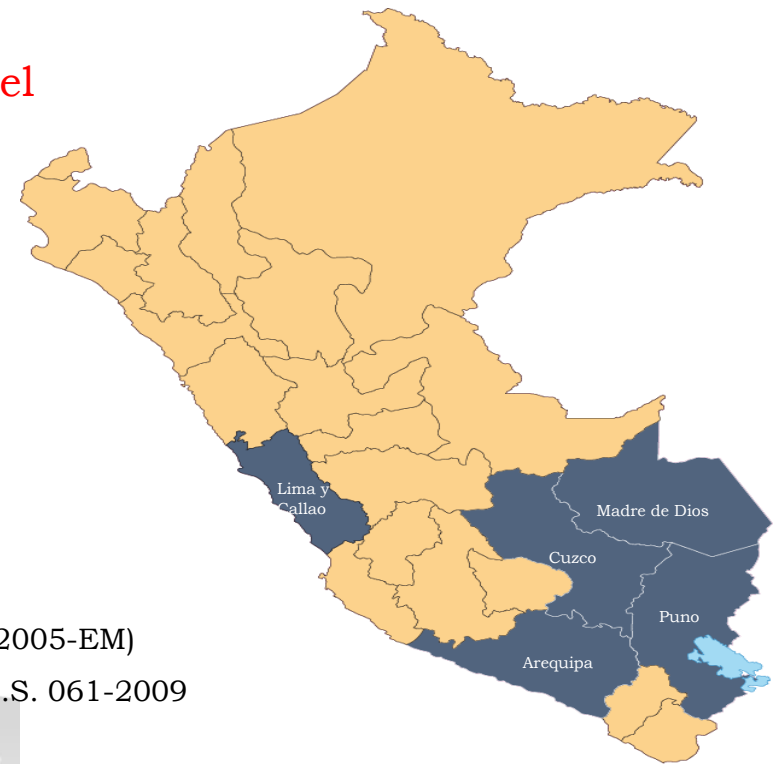 el
Lima y
Callao
Madre de Dios
Cuzco
Puno
Arequipa
2005-EM)
.S. 061-2009